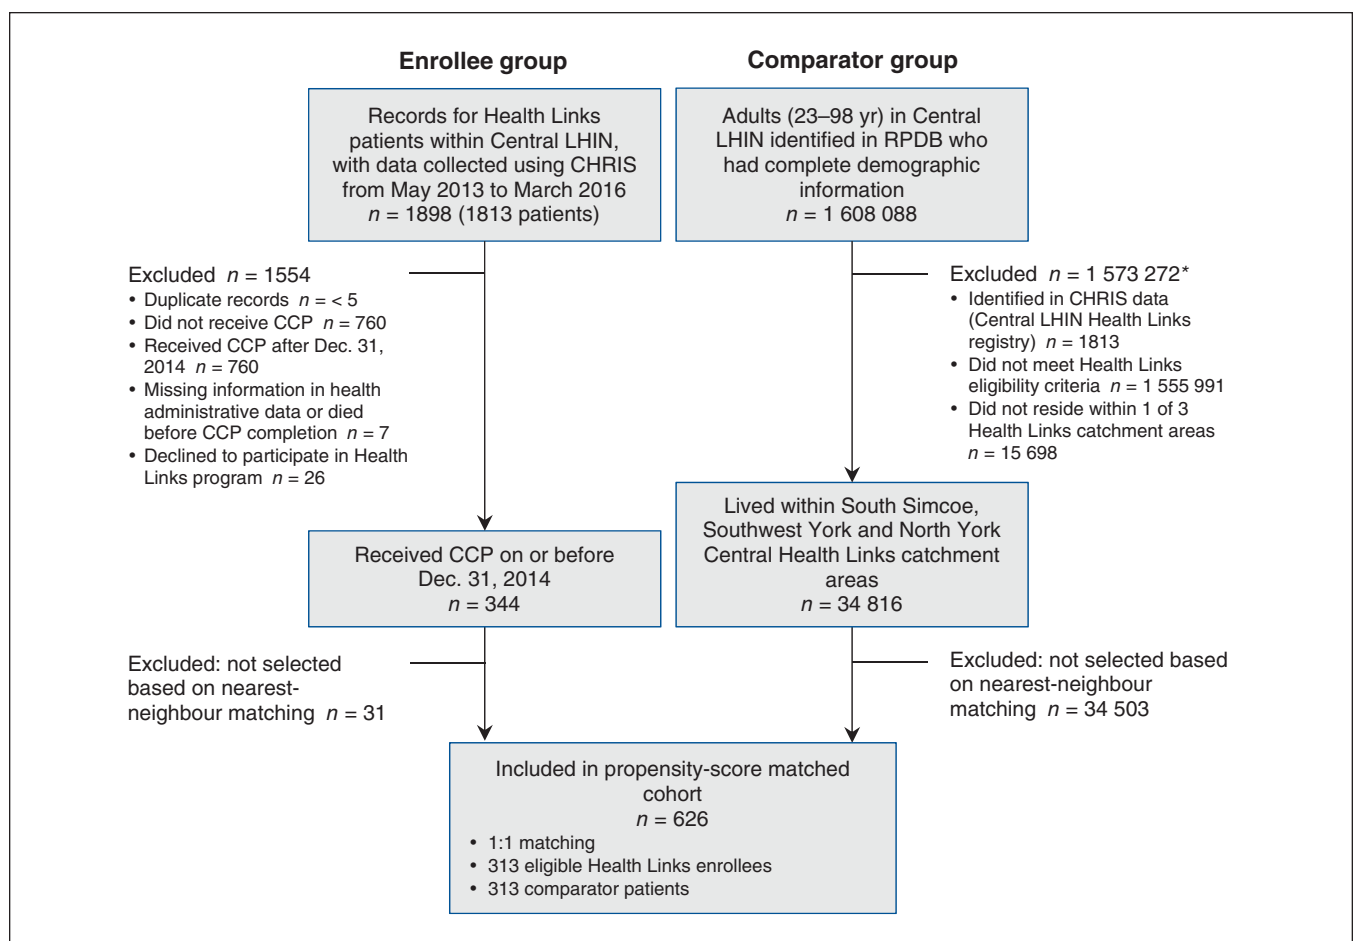 Enrollee group
Records for Health Links
patients within Central LHIN,
with data collected using CHRIS
from May 2013 to March 2016
n = 1898 (1813 patients)
Excluded n = 1554
• Duplicate records n = < 5
• Did not receive CCP n = 760
• Received CCP after Dec. 31,
2014 n = 760
• Missing information in health
administrative data or died
before CCP completion n = 7
• Declined to participate in Health
Links program n = 26
Received CCP on or before
Dec. 31, 2014
n = 344
Excluded: not selected
based on nearest-
neighbour matching n = 31
Comparator group
Adults (23–98 yr) in Central
LHIN identified in RPDB who
had complete demographic
information
n = 1 608 088
Excluded n = 1 573 272*
• Identified in CHRIS data
(Central LHIN Health Links
registry) n = 1813
• Did not meet Health Links
eligibility criteria n = 1 555 991
• Did not reside within 1 of 3
Health Links catchment areas
n = 15 698
Lived within South Simcoe,
Southwest York and North York
Central Health Links catchment
areas
n = 34 816
Excluded: not selected based
on nearest-neighbour
matching n = 34 503
Included in propensity-score matched
cohort
n = 626
• 1:1 matching
• 313 eligible Health Links enrollees
• 313 comparator patients